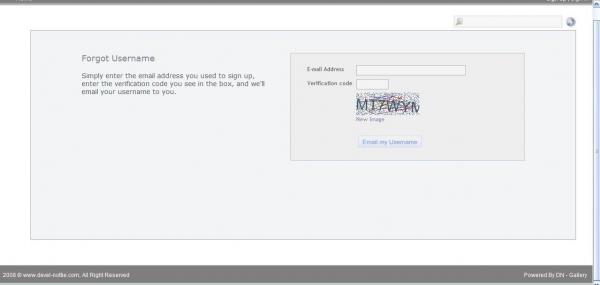 Forgot Username
Simply enter the email address you used to sign up,
enter the verification code you see in the box, and we'll
email your username to you.
E-mail Address
Verification code
MI7WYN
New Image
Email my Username
2008 © www.devel-nottie.com, All Right Reserved
Powered By DN - Gallery